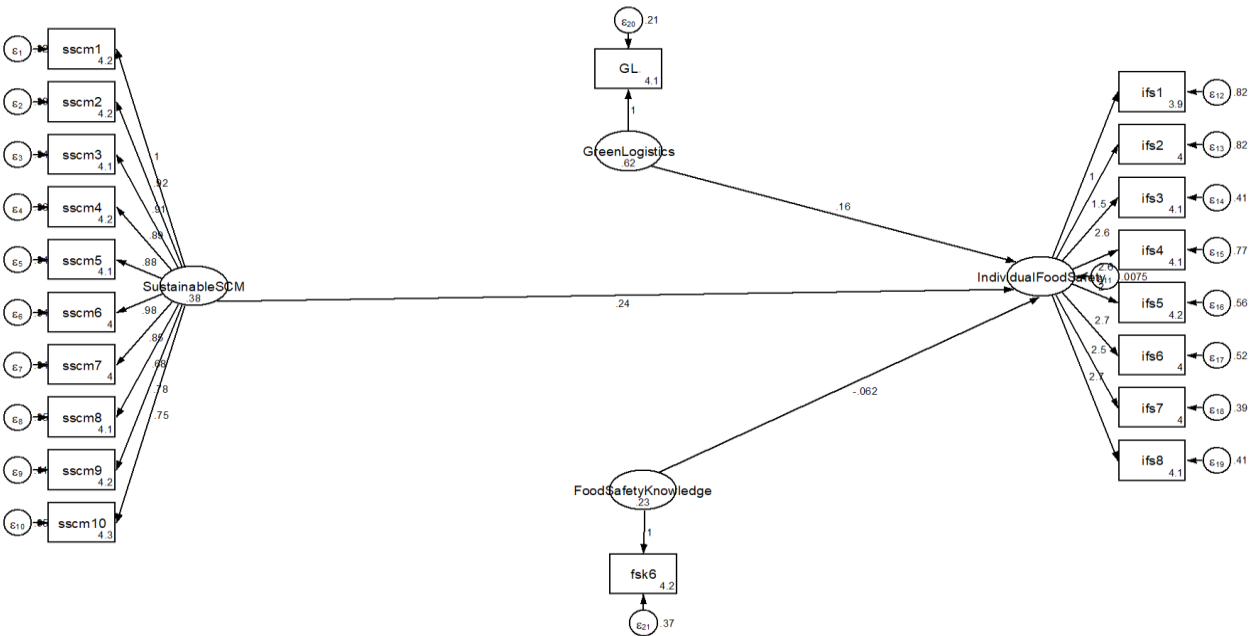 ε1
sscm1
4.2
ε2
sscm2
4.2
ε3
sscm3
4.1
ε4
sscm4
4.2
ε5
sscm5
4.1
ε6
sscm6
4
ε7
sscm7
4
ε8
sscm8
4.1
ε9
sscm9
4.2
ε10
sscm10
4.3
1
.92
.91
.89
.88
.98
.85
.68
.78
.75
SustainableSCM
.38
ε20 .21
GL
4.1
1
GreenLogistics
.62
.16
.24
-.062
FoodSafetyKnowledge
.23
1
fsk6
4.2
ε21 .37
IndividualFoodSafety
.0075
1
1.5
2.6
2.6
2.7
2.5
2.7
ifs1
3.9
ε12 .82
ifs2
4
ε13 .82
ifs3
4.1
ε14 .41
ifs4
4.1
ε15 .77
ifs5
4.2
ε16 .56
ifs6
4
ε17 .52
ifs7
4
ε18 .39
ifs8
4.1
ε19 .41